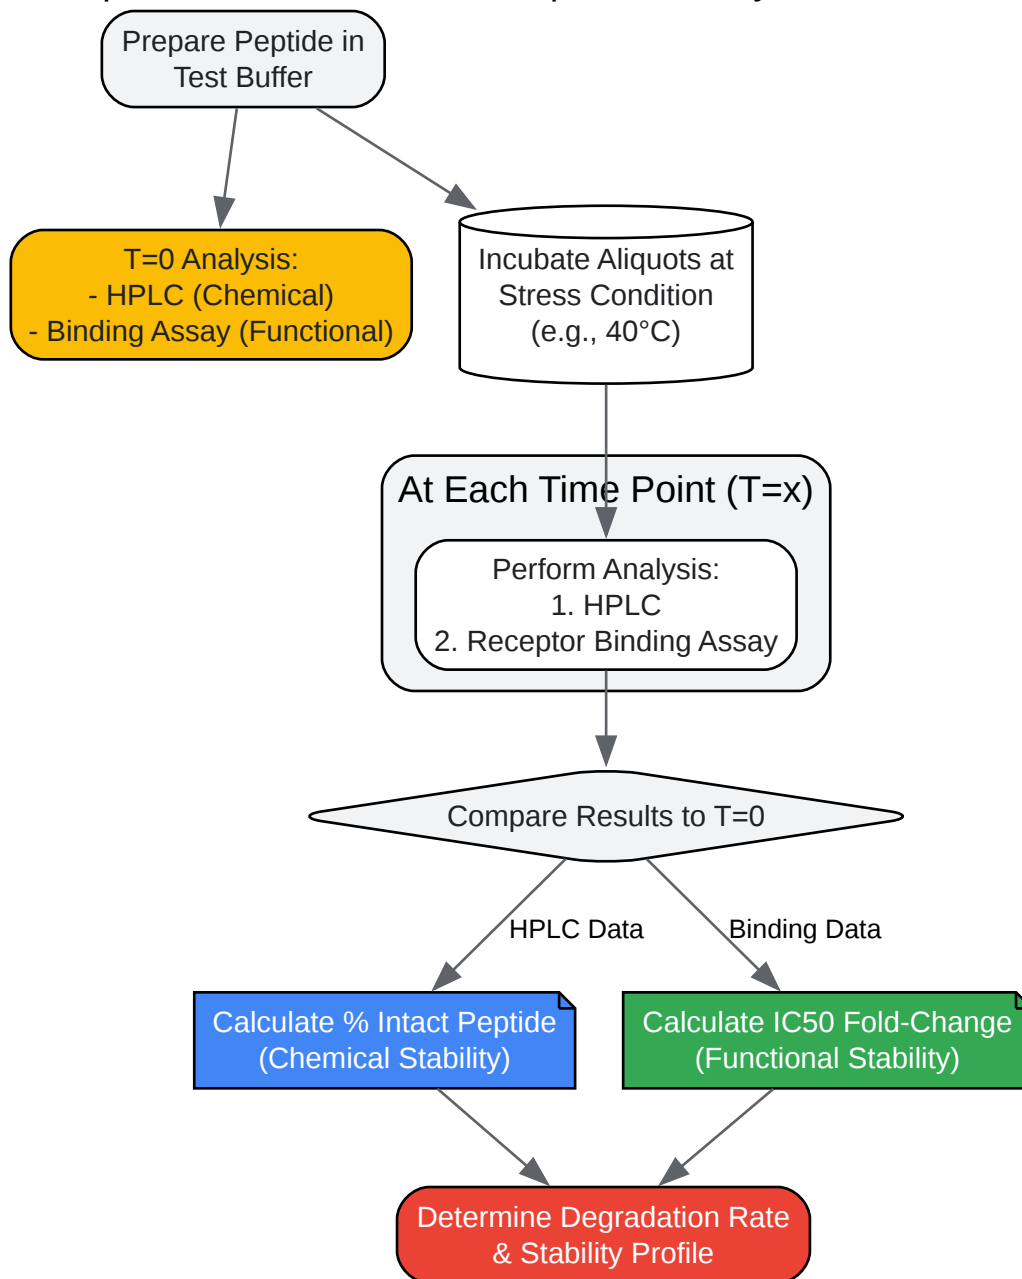 Prepare Peptide in
Test Buffer
T=0 Analysis:
- HPLC (Chemical)
- Binding Assay (Functional)
Incubate Aliquots at
Stress Condition
(e.g., 40°C)
At Each Time Point (T=x)
Perform Analysis:
1. HPLC
2. Receptor Binding Assay
Compare Results to T=0
HPLC Data
Binding Data
Calculate % Intact Peptide
(Chemical Stability)
Calculate IC50 Fold-Change
(Functional Stability)
Determine Degradation Rate
& Stability Profile